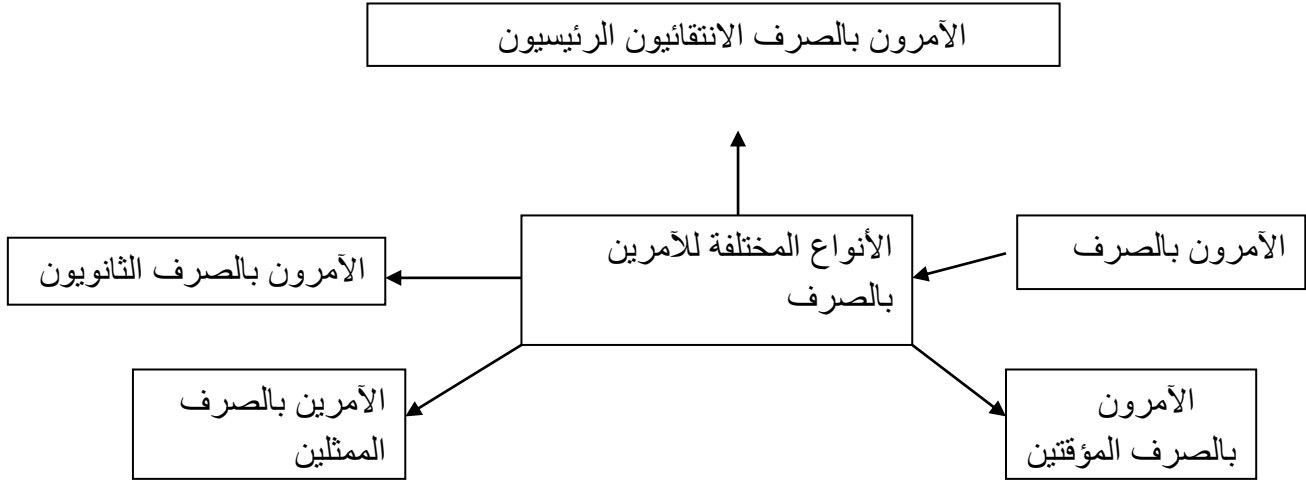 الآمرون بالصرف الانتقائيون الرئيسيون
الآمرون بالصرف
الأنواع المختلفة للآمرين
بالصرف
الآمرون بالصرف الثانويون
الآمرون
بالصرف المؤقتين
الآمرين بالصرف
الممثلين